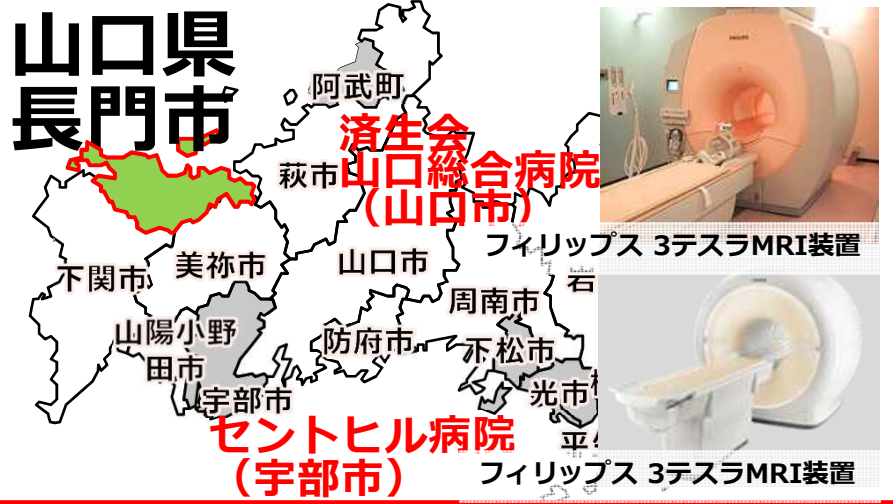 山口県
長門市
阿武町
済生会
山口総合病院
（山口市）
萩市
PHILIPS
フィリップス 3テスラMRI装置
下関市
美祢市
山口市
岩
周南市
山陽小野
田市
防府市
下松市
光市
宇部市
セントヒル病院
（宇部市）
フィリップス 3テスラMRI装置